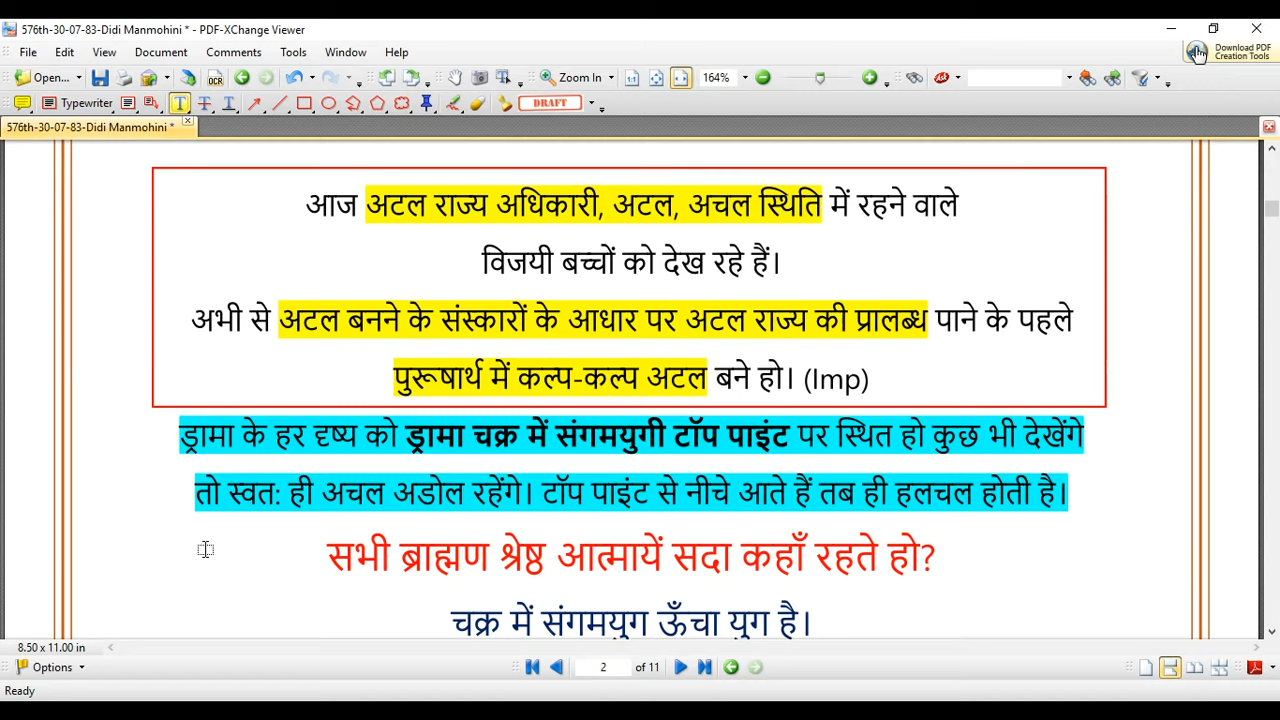 576th-30-07-83-Didi Manmohini * - PDF-XChange Viewer
File Edit View Document Comments Tools Window Help
Download PDF
Creation Tools
Open... OCR Zoom In 164%
Typewriter DRAFT
576th-30-07-83-Didi Manmohini *
आज अटल राज्य अधिकारी, अटल, अचल स्थिति में रहने वाले
विजयी बच्चों को देख रहे हैं।
अभी से अटल बनने के संस्कारों के आधार पर अटल राज्य की प्रालब्ध पाने के पहले
पुरूषार्थ में कल्प-कल्प अटल बने हो। (Imp)
ड्रामा के हर दृष्य को ड्रामा चक्र में संगमयुगी टॉप पाइंट पर स्थित हो कुछ भी देखेंगे
तो स्वत: ही अचल अडोल रहेंगे। टॉप पाइंट से नीचे आते हैं तब ही हलचल होती है।
सभी ब्राह्मण श्रेष्ठ आत्मायें सदा कहाँ रहते हो?
चक्र में संगमयुग ऊँचा युग है।
8.50 x 11.00 in
Options 2 of 11
Ready